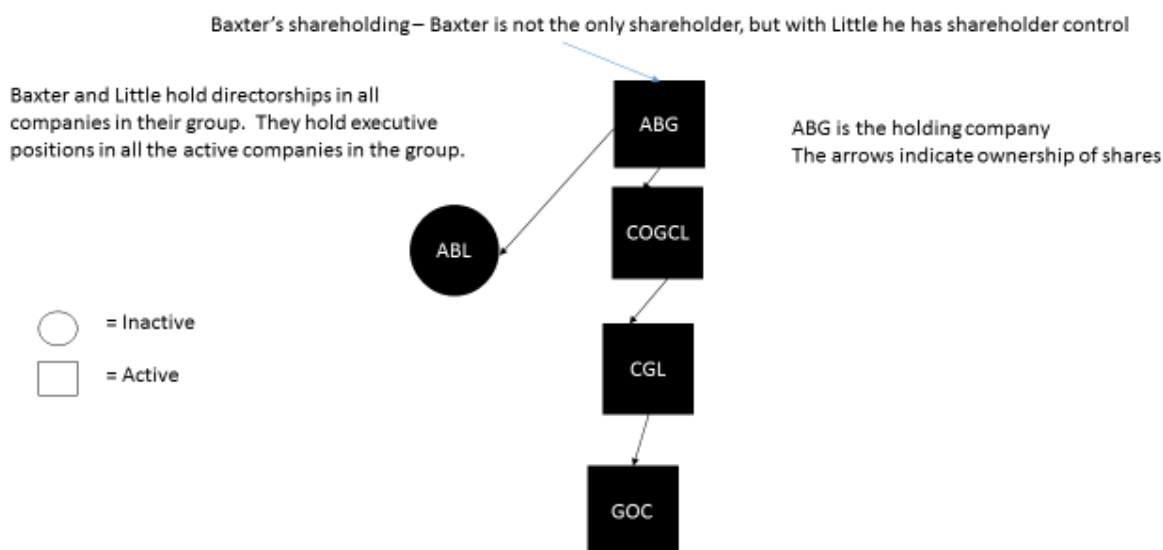 Baxter's shareholding – Baxter is not the only shareholder, but with Little he has shareholder control
Baxter and Little hold directorships in all
companies in their group.  They hold executive
positions in all the active companies in the group.
ABG
ABG is the holding company
The arrows indicate ownership of shares
COGCL
ABL
= Inactive
= Active
CGL
GOC